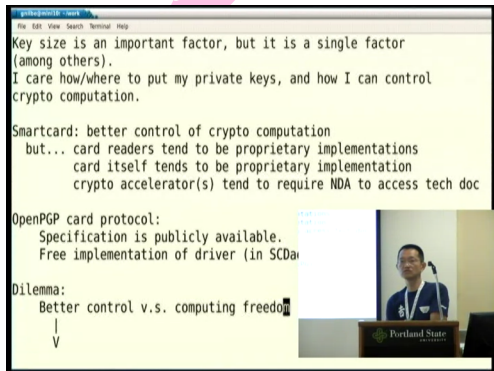 File Edit View Search Terminal Help
Key size is an important factor, but it is a single factor
(among others).
I care how/where to put my private keys, and how I can control
crypto computation.
Smartcard: better control of crypto computation
but... card readers tend to be proprietary implementations
card itself tends to be proprietary implementation
crypto accelerator(s) tend to require NDA to access tech doc
OpenPGP card protocol:
Specification is publicly available.
Free implementation of driver (in SCDae
Dilemma:
Better control v.s. computing freedom
|
V
Portland State
UNIVERSITY